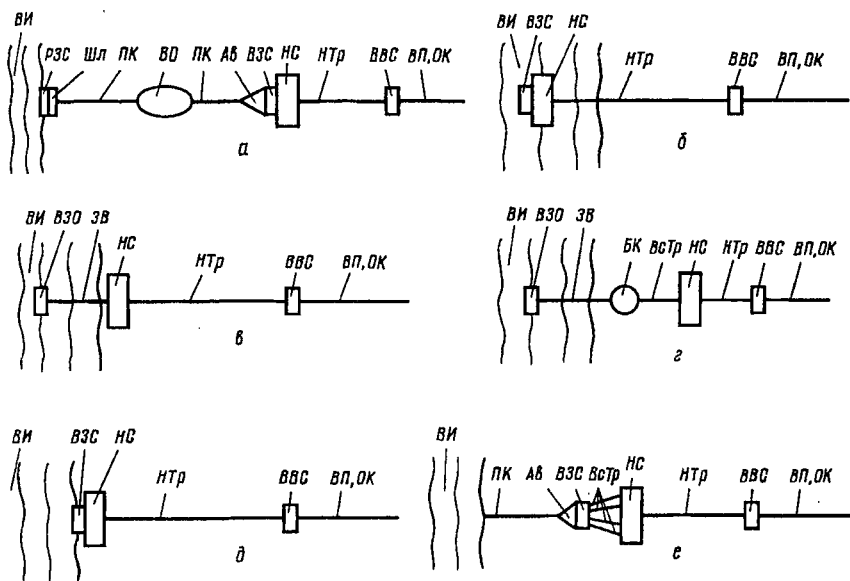 ВИ
РЗС Шл ПК ВО ПК Ав ВЗС НС НТр ВВС ВП,ОК
а
ВИ ВЗС НС НТр ВВС ВП,ОК
б
ВИ ВЗО ЗВ НС НТр ВВС ВП,ОК
в
ВИ ВЗО ЗВ БК ВсТр НС НТр ВВС ВП,ОК
г
ВИ ВЗС НС НТр ВВС ВП,ОК
д
ВИ ПК Ав ВЗС ВсТр НС НТр ВВС ВП,ОК
е